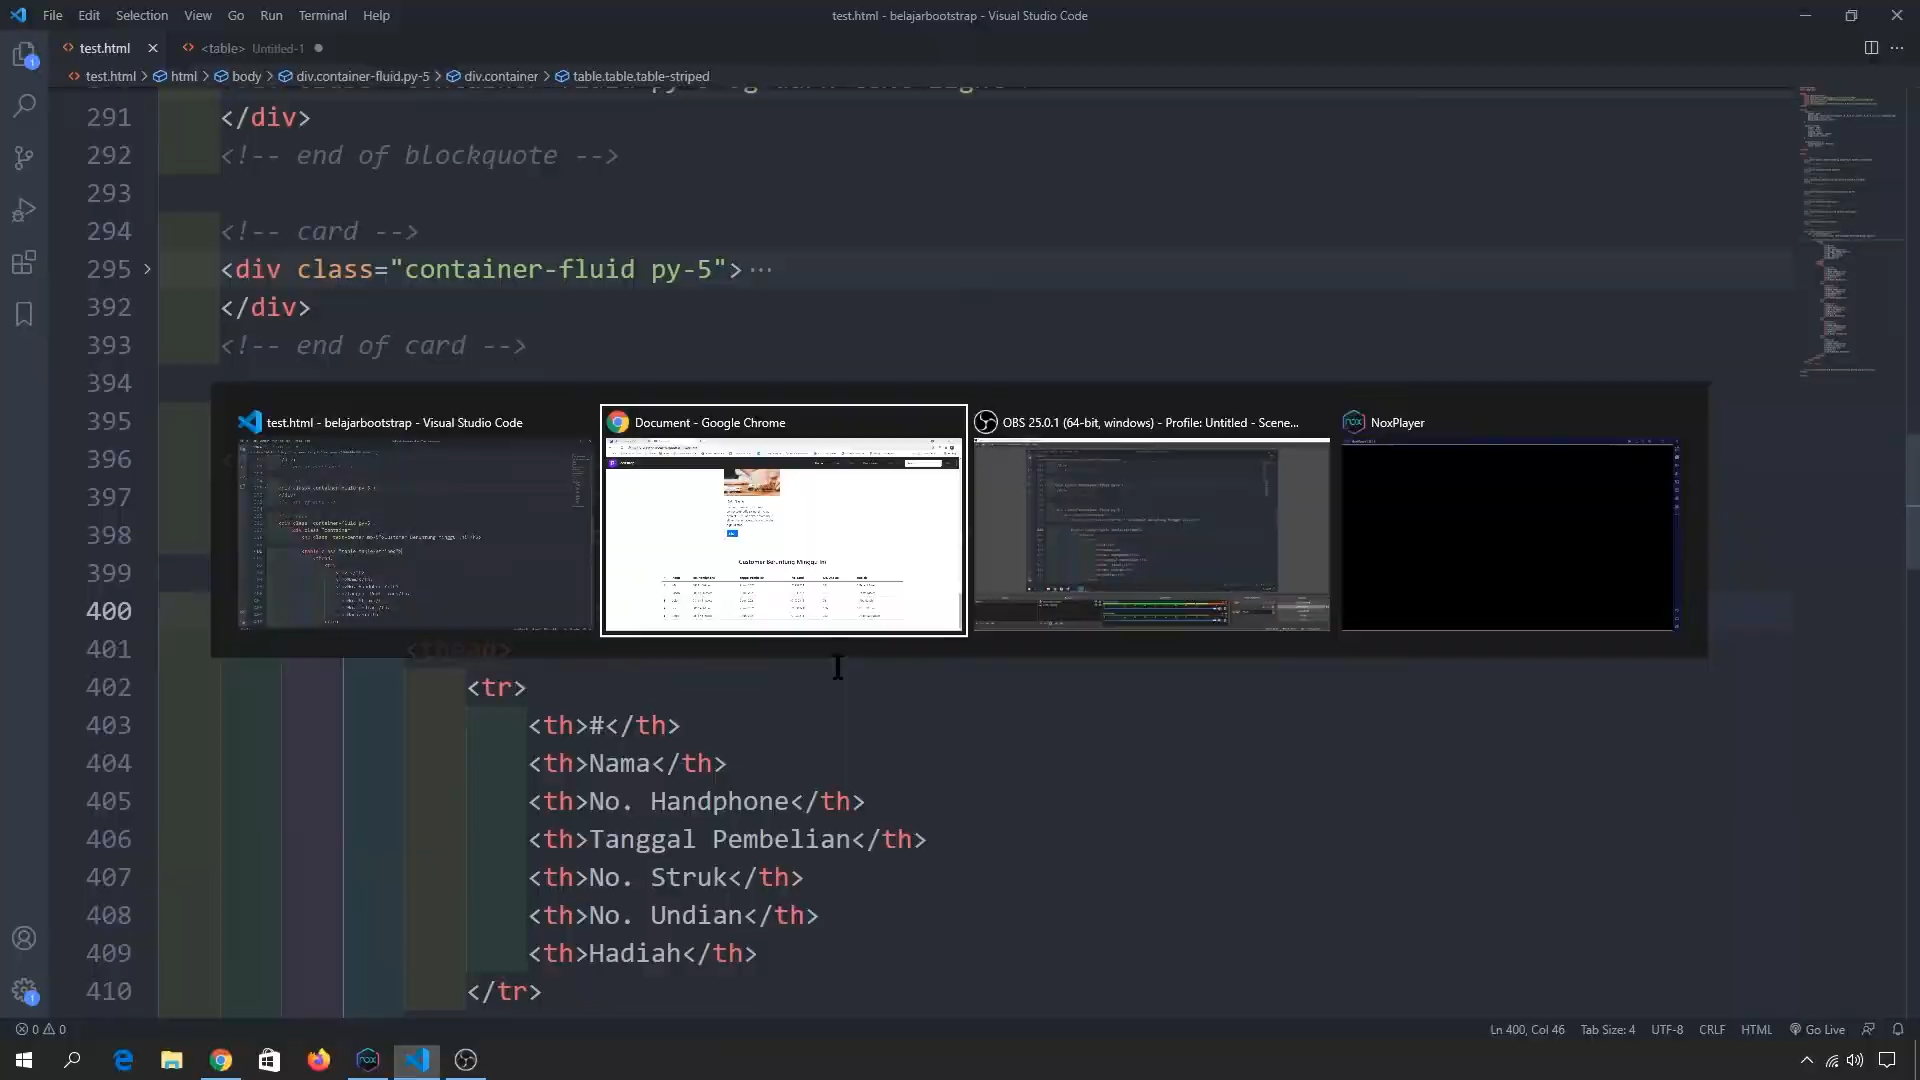 File Edit Selection View Go Run Terminal Help
test.html - belajarbootstrap - Visual Studio Code
test.html
<table> Untitled-1
test.html > html > body > div.container-fluid.py-5 > div.container > table.table.table-striped
291 </div>
292 <!-- end of blockquote -->
293
294 <!-- card -->
295 <div class="container-fluid py-5"> ...
392 </div>
393 <!-- end of card -->
394
395
396
397
398
399
400
test.html - belajarbootstrap - Visual Studio Code
Document - Google Chrome
OBS 25.0.1 (64-bit, windows) - Profile: Untitled - Scene...
NoxPlayer
Customer Beruntung Minggu Ini
401 <thead>
402 <tr>
403 <th>#</th>
404 <th>Nama</th>
405 <th>No. Handphone</th>
406 <th>Tanggal Pembelian</th>
407 <th>No. Struk</th>
408 <th>No. Undian</th>
409 <th>Hadiah</th>
410 </tr>
0 0
Ln 400, Col 46 Tab Size: 4 UTF-8 CRLF HTML Go Live